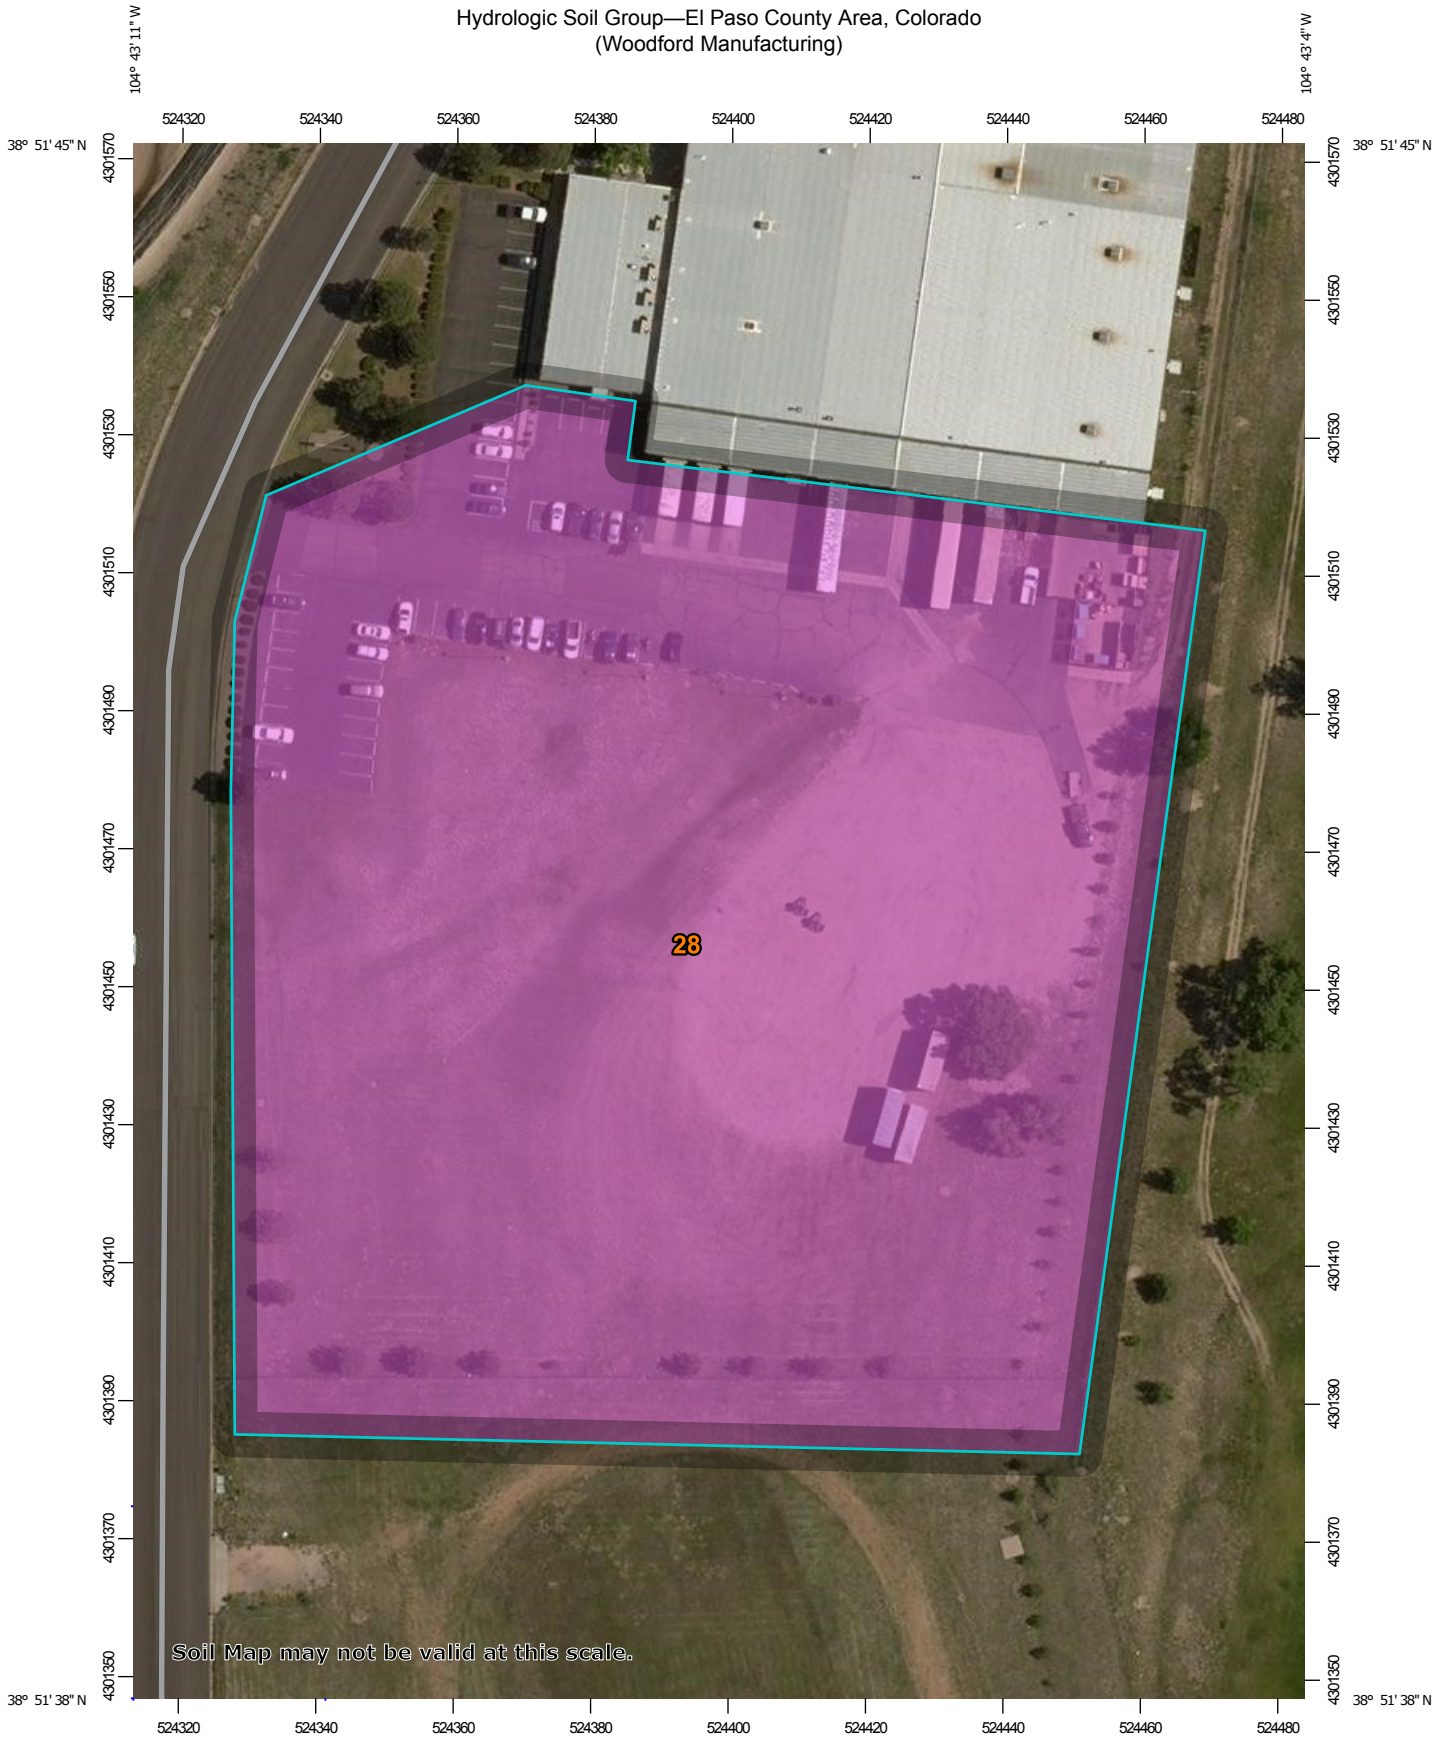 Hydrologic Soil Group—El Paso County Area, Colorado
(Woodford Manufacturing)
104° 43' 11" W
104° 43' 4" W
524320 524340 524360 524380 524400 524420 524440 524460 524480
38° 51' 45" N
38° 51' 45" N
4301570
4301570
4301550
4301550
4301530
4301530
4301510
4301510
4301490
4301490
4301470
4301470
28
4301450
4301450
4301430
4301430
4301410
4301410
4301390
4301390
4301370
4301370
Soil Map may not be valid at this scale.
4301350
4301350
38° 51' 38" N
38° 51' 38" N
524320 524340 524360 524380 524400 524420 524440 524460 524480